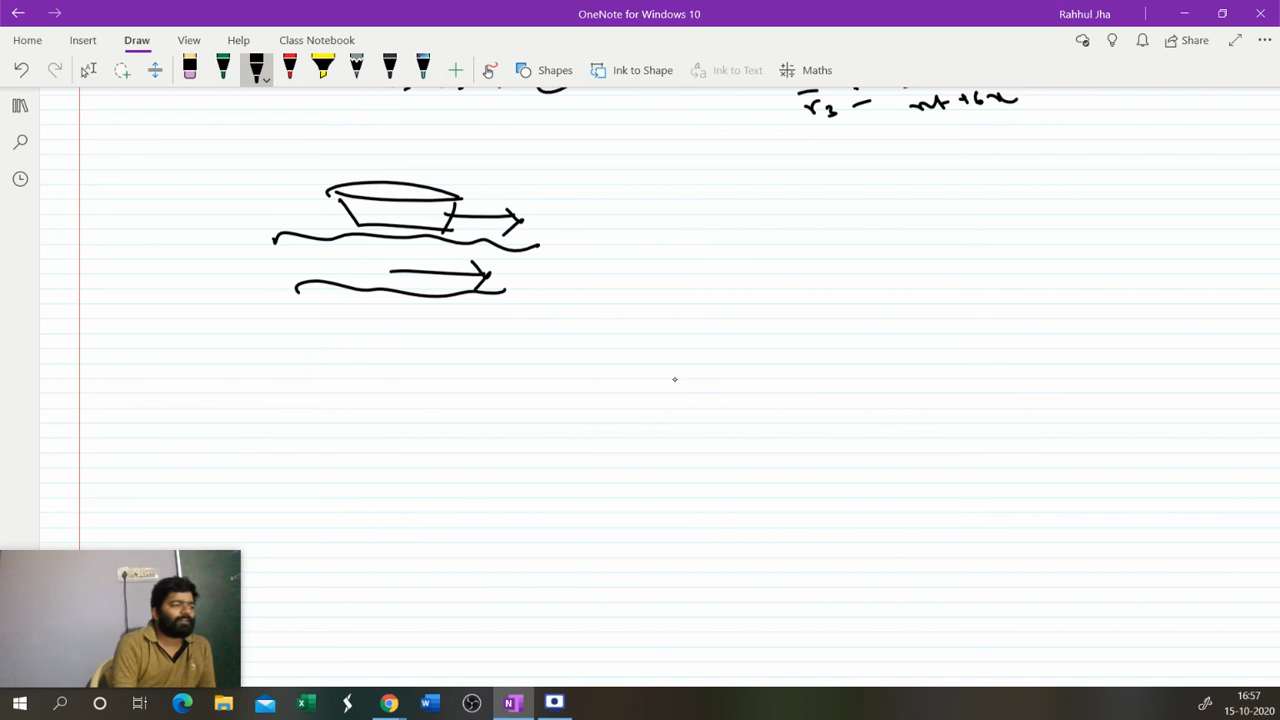 OneNote for Windows 10
Rahhul Jha
Home Insert Draw View Help Class Notebook
Share
Shapes Ink to Shape Ink to Text Maths
r3 =
16:57
15-10-2020